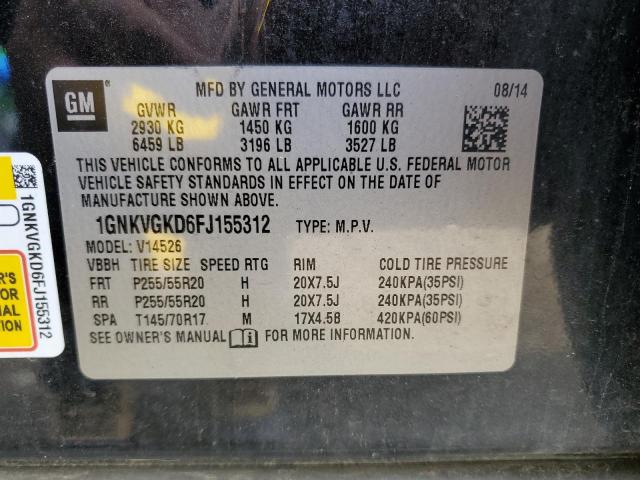 GM
MFD BY GENERAL MOTORS LLC 08/14
GVWR GAWR FRT GAWR RR
2930 KG 1450 KG 1600 KG
6459 LB 3196 LB 3527 LB
THIS VEHICLE CONFORMS TO ALL APPLICABLE U.S. FEDERAL MOTOR
VEHICLE SAFETY STANDARDS IN EFFECT ON THE DATE OF
MANUFACTURE SHOWN ABOVE.
1GNKVGKD6FJ155312 TYPE: M.P.V.
MODEL: V14526
VBBH TIRE SIZE SPEED RTG RIM COLD TIRE PRESSURE
FRT P255/55R20 H 20X7.5J 240KPA(35PSI)
RR P255/55R20 H 20X7.5J 240KPA(35PSI)
SPA T145/70R17 M 17X4.5B 420KPA(60PSI)
SEE OWNER'S MANUAL FOR MORE INFORMATION.
1GNKVGKD6FJ155312